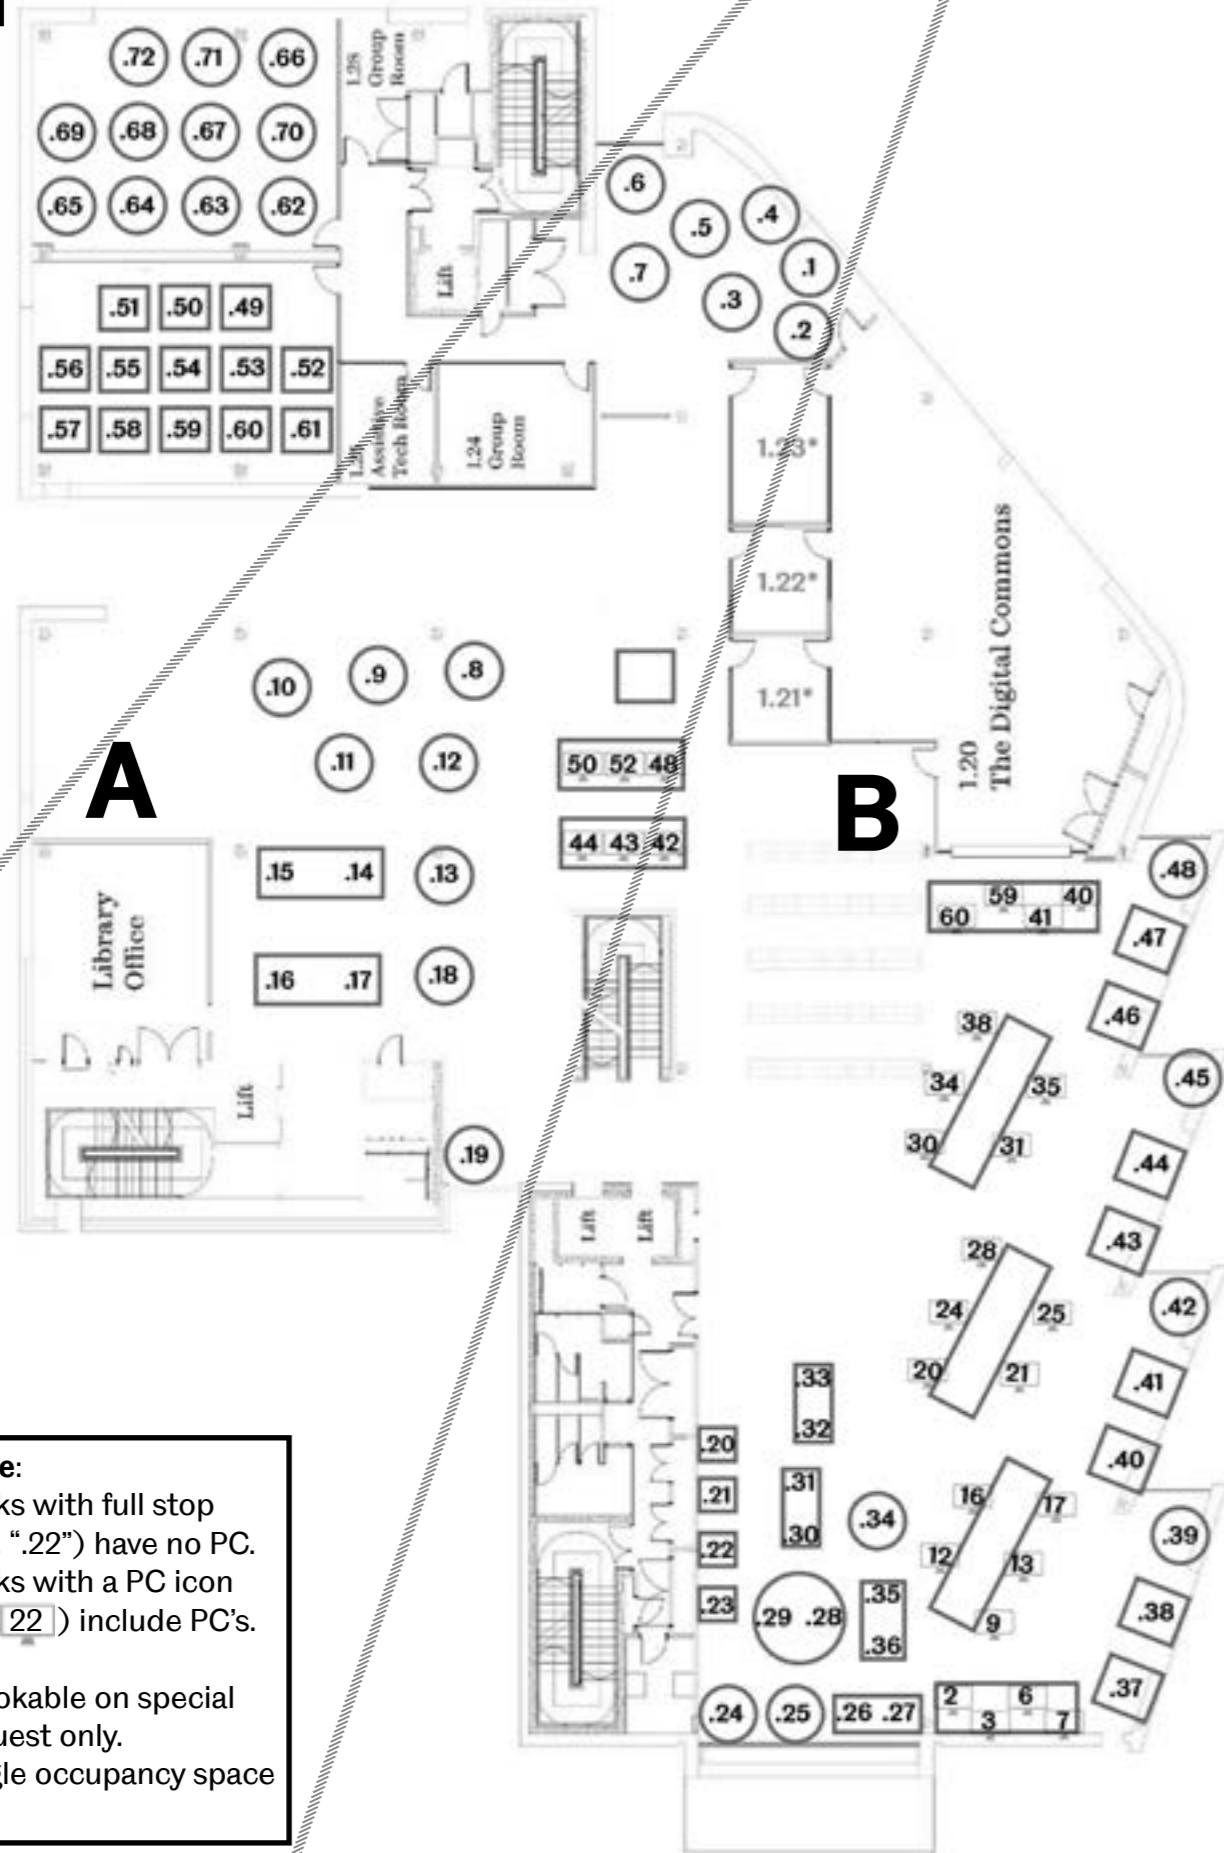 .72 .71 .66
1.28
Group
Room
.69 .68 .67 .70
.65 .64 .63 .62
.6
.5 .4
.7 .3 .1
.2
Lift
.51 .50 .49
.56 .55 .54 .53 .52
.57 .58 .59 .60 .61
Assistive
Tech Room
1.24
Group
Room
1.23*
1.22*
1.21*
1.20
The Digital Commons
.10 .9 .8
.11 .12
A
50 52 48
44 43 42
B
.15 .14 .13
.16 .17 .18
Library
Office
Lift
.19
59 40
60 41
.48
.47
.46
38
34 35
30 31
.45
.44
.43
Lift Lift
28
24 25
20 21
.42
.41
.40
.33
.32
.20
.21
.22
.23
.31
.30
.34
16 17
12 13
9
.39
.38
.37
.29 .28
.35
.36
.24 .25 .26 .27
2 6
3 7
e:
ks with full stop
“.22”) have no PC.
ks with a PC icon
22 ) include PC’s.
okable on special
uest only.
gle occupancy space